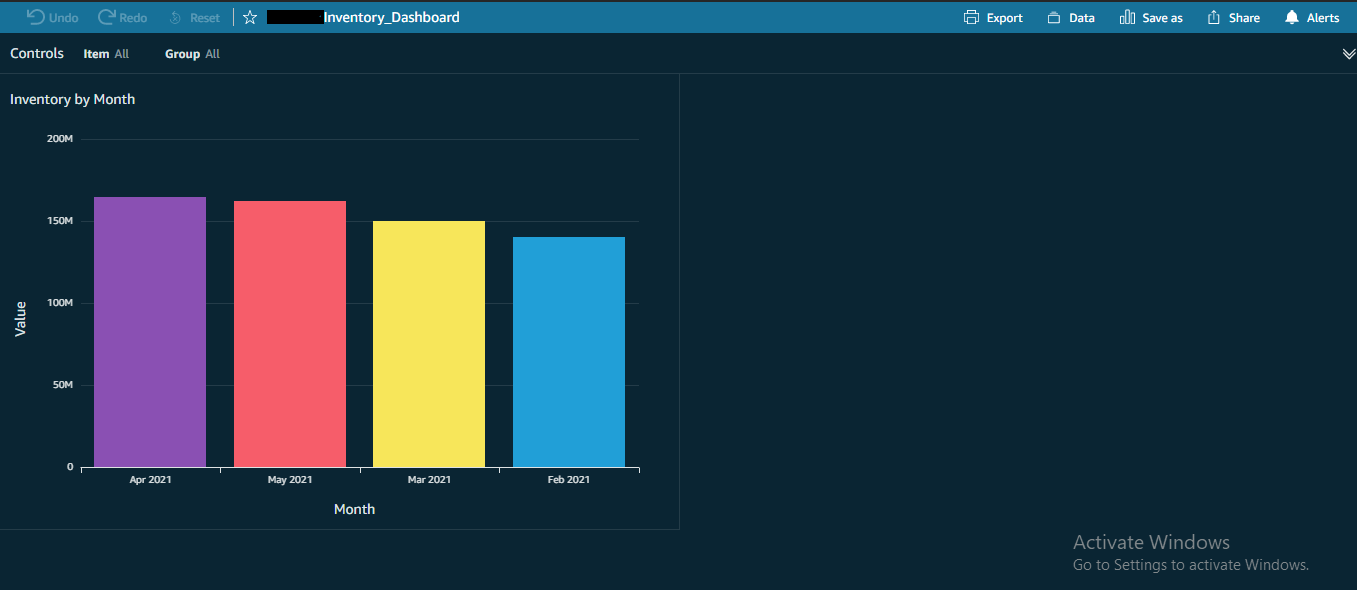 Undo Redo Reset Inventory_Dashboard Export Data Save as Share Alerts
Controls Item All Group All
Inventory by Month
200M
150M
100M
50M
0
Value
Apr 2021 May 2021 Mar 2021 Feb 2021
Month
Activate Windows
Go to Settings to activate Windows.